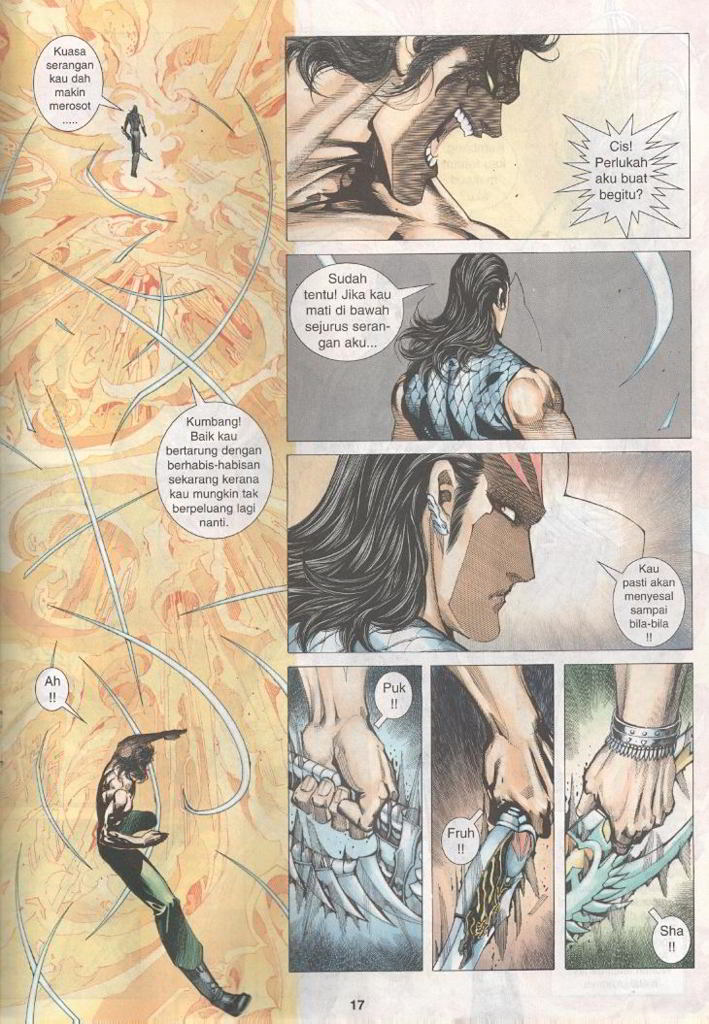 Kuasa
serangan
kau dah
makin
merosot
.....
Kumbang!
Baik kau
bertarung dengan
berhabis-habisan
sekarang kerana
kau mungkin tak
berpeluang lagi
nanti.
Ah
!!
Cis!
Perlukah
aku buat
begitu?
Sudah
tentu! Jika kau
mati di bawah
sejurus seran-
gan aku...
Kau
pasti akan
menyesal
sampai
bila-bila
!!
Puk
!!
Fruh
!!
Sha
!!
17